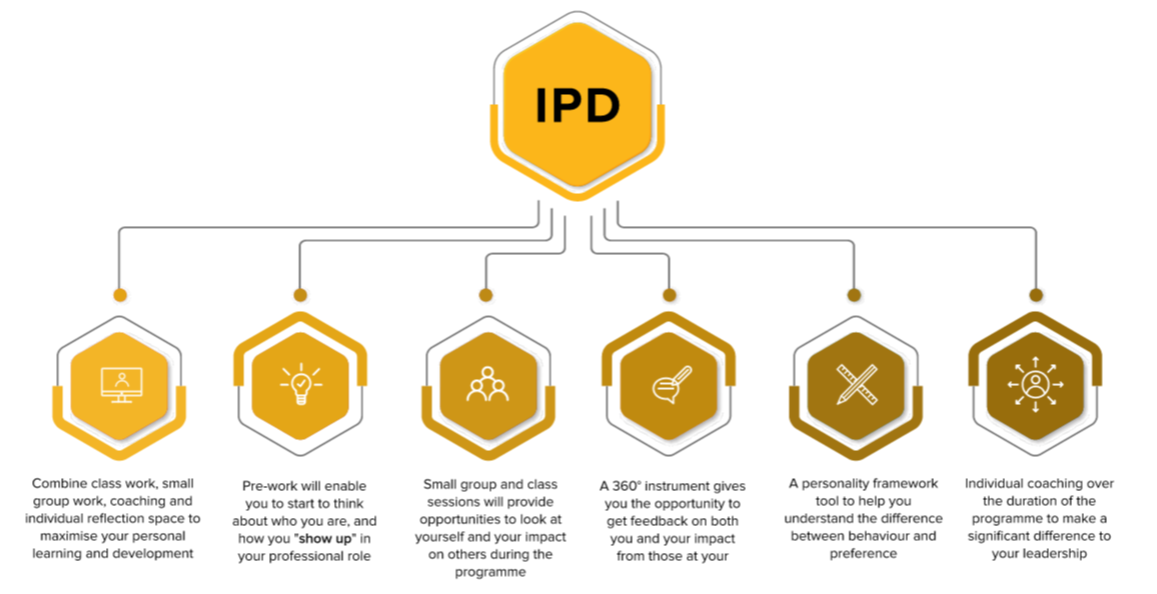 IPD
Combine class work, small
group work, coaching and
individual reflection space to
maximise your personal
learning and development
Pre-work will enable
you to start to think
about who you are, and
how you "show up" in
your professional role
Small group and class
sessions will provide
opportunities to look at
yourself and your impact
on others during the
programme
A 360° instrument gives
you the opportunity to
get feedback on both
you and your impact
from those at your
A personality framework
tool to help you
understand the difference
between behaviour and
preference
Individual coaching over
the duration of the
programme to make a
significant difference to
your leadership